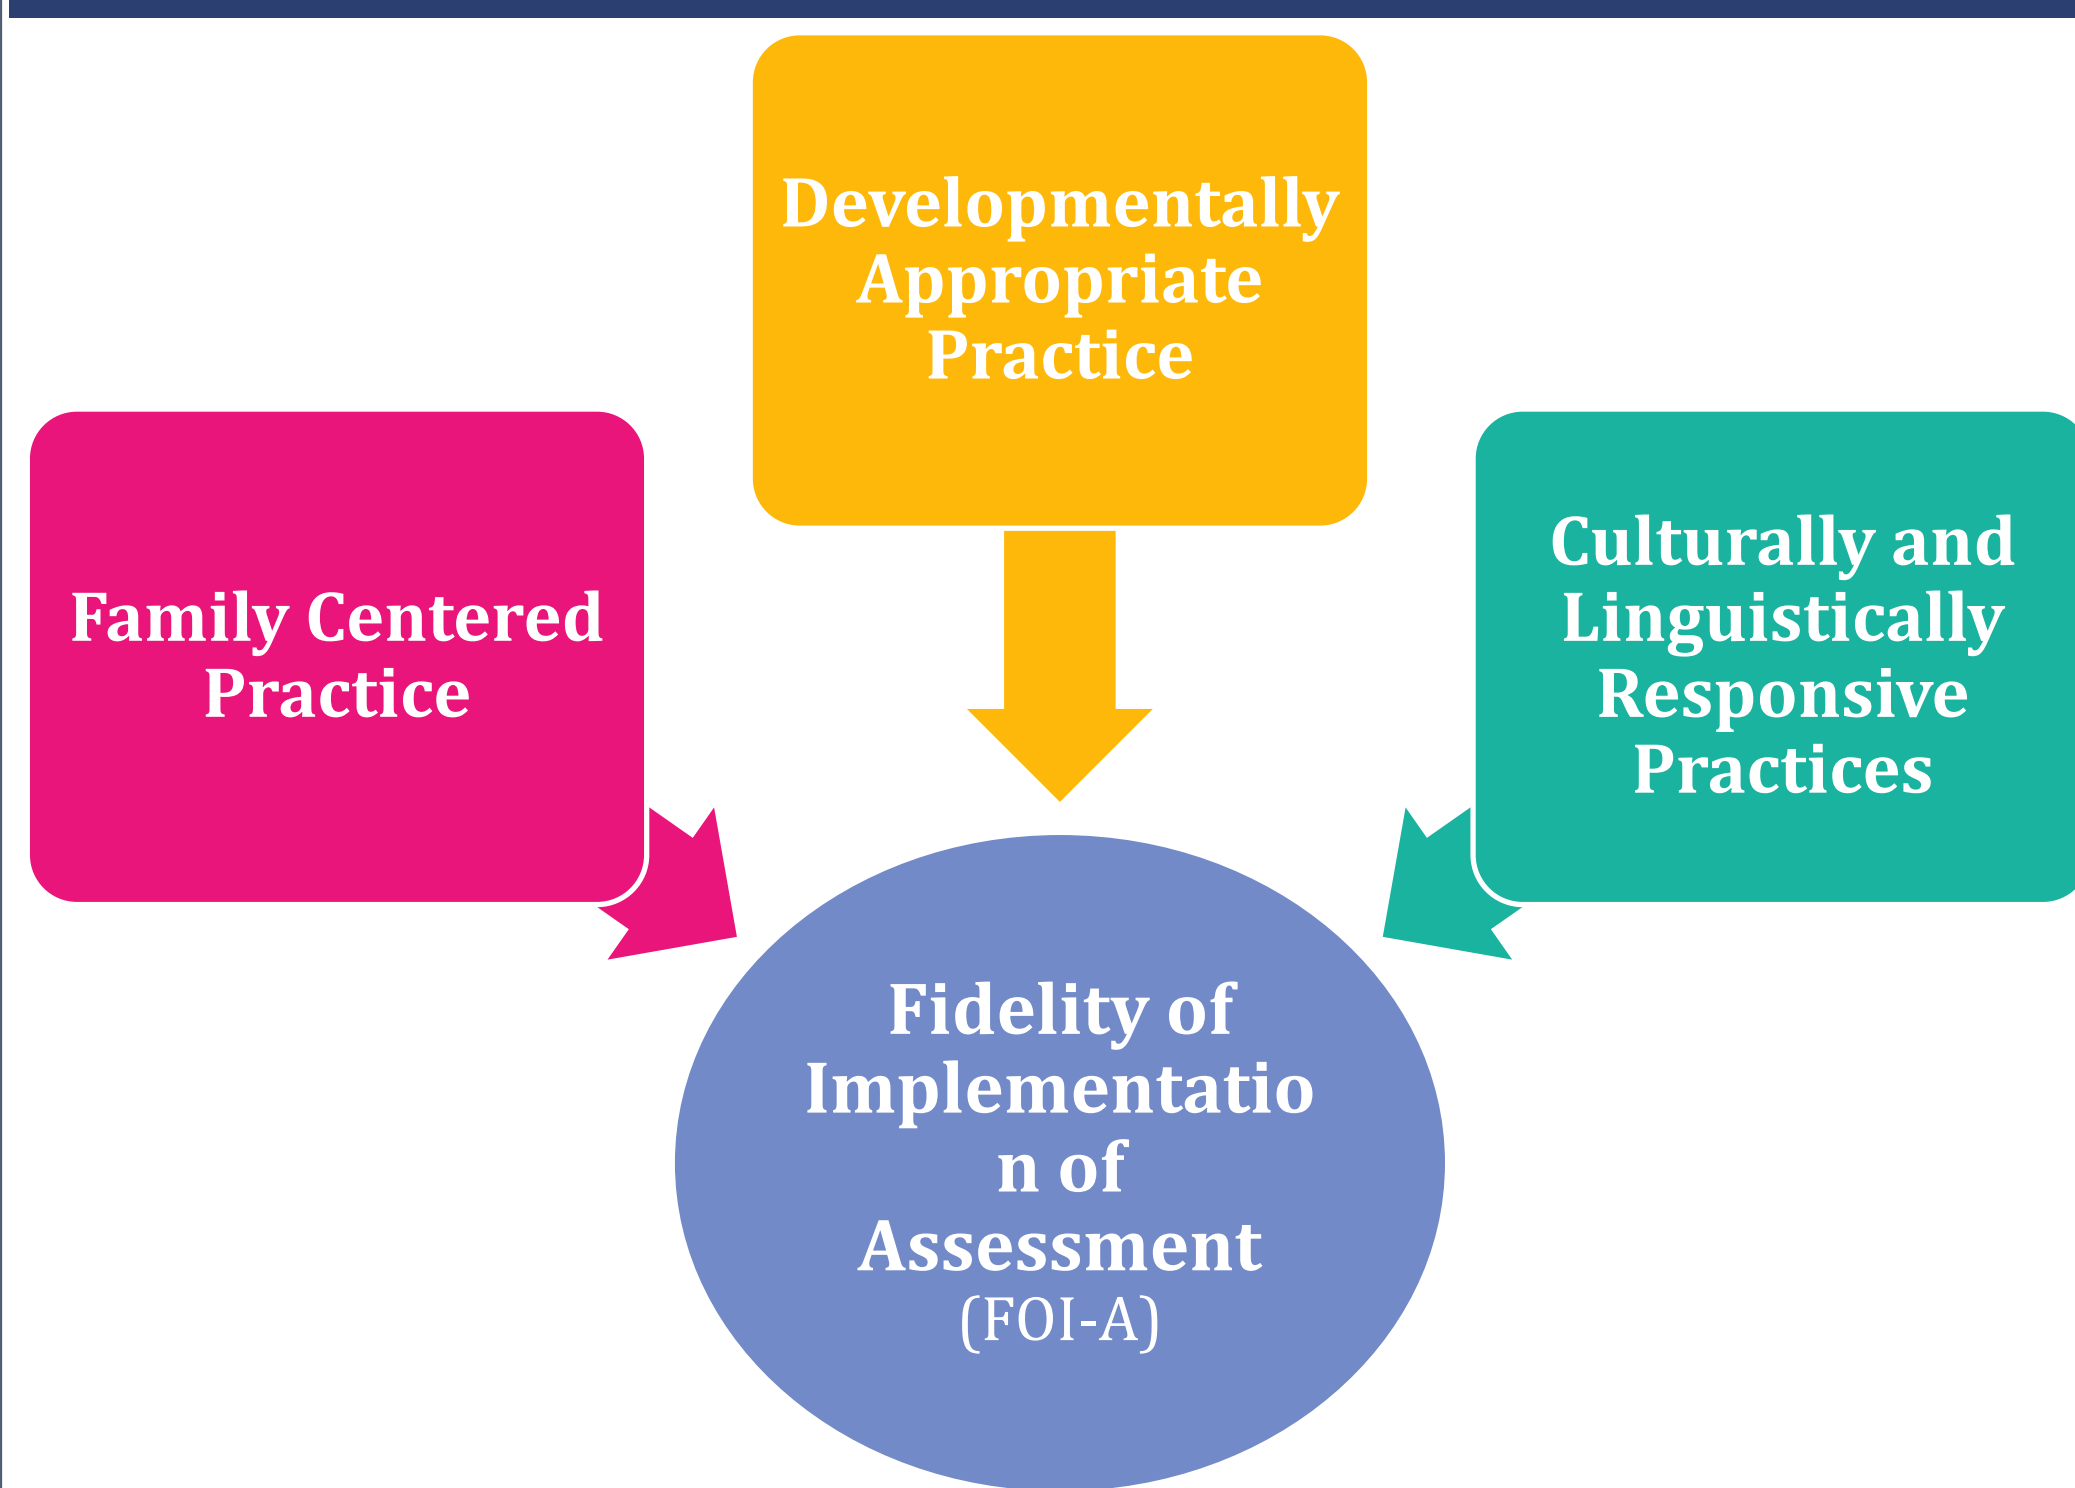 Developmentally
Appropriate
Practice
Family Centered
Practice
Culturally and
Linguistically
Responsive
Practices
Fidelity of
Implementatio
n of
Assessment
(FOI-A)